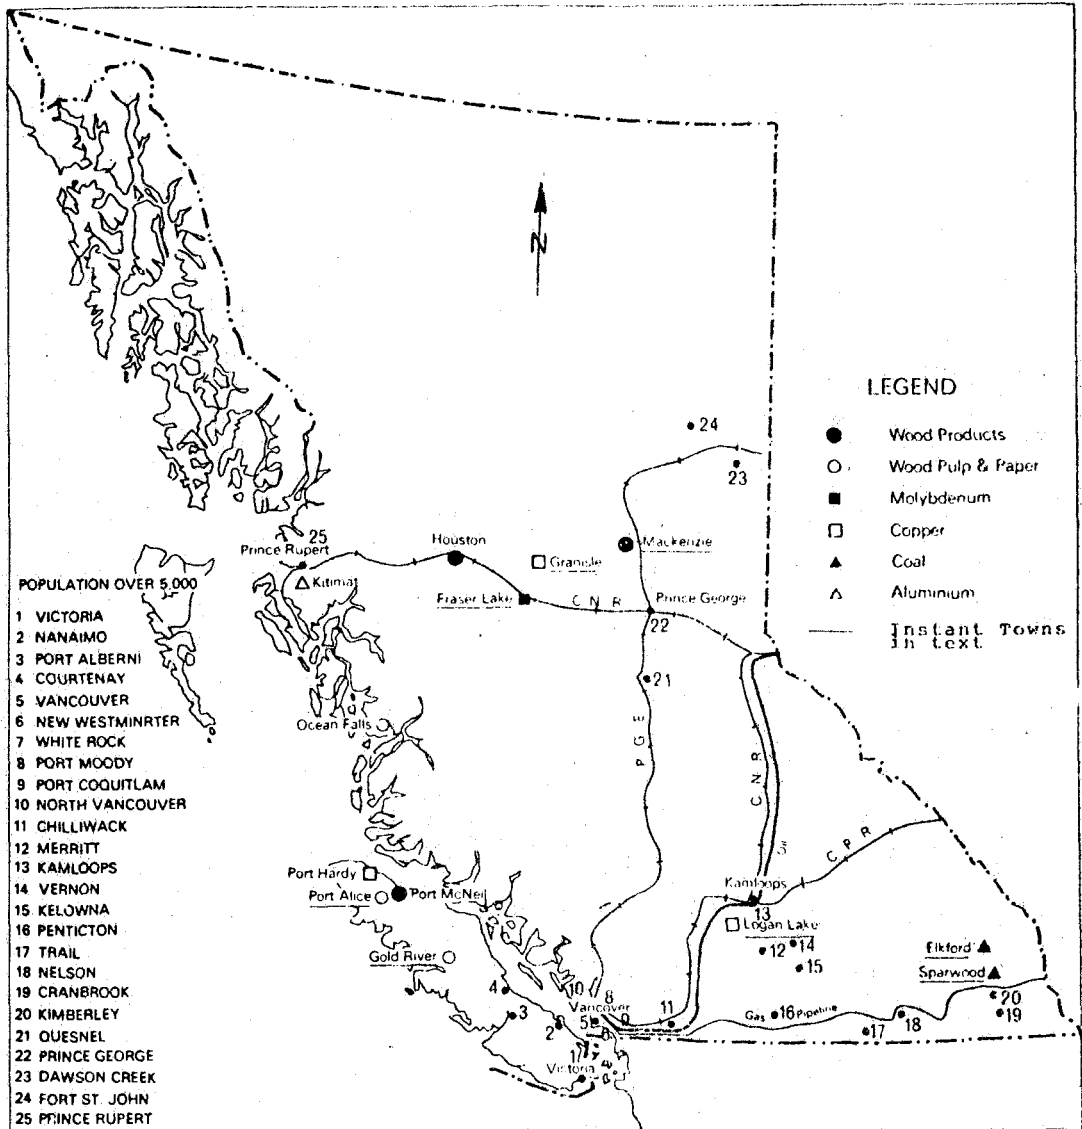 N
LEGEND
Wood Products
Wood Pulp & Paper
Molybdenum
Copper
Coal
Aluminium
Instant Towns
in text
24
23
25
Prince Rupert
Houston
Mackenzie
Granisle
Kitimat
Fraser Lake
C N R
Prince George
22
21
P G E
C N R
C P R
Ocean Falls
Port Hardy
Port Alice
Port McNeil
Gold River
Kamloops
13
Logan Lake
12
14
15
Elkford
Sparwood
20
19
18
17
Gas
16
Pipeline
11
10
8
Vancover
5
9
6
4
3
2
1
Victoria
POPULATION OVER 5,000
1 VICTORIA
2 NANAIMO
3 PORT ALBERNI
4 COURTENAY
5 VANCOUVER
6 NEW WESTMINRTER
7 WHITE ROCK
8 PORT MOODY
9 PORT COQUITLAM
10 NORTH VANCOUVER
11 CHILLIWACK
12 MERRITT
13 KAMLOOPS
14 VERNON
15 KELOWNA
16 PENTICTON
17 TRAIL
18 NELSON
19 CRANBROOK
20 KIMBERLEY
21 QUESNEL
22 PRINCE GEORGE
23 DAWSON CREEK
24 FORT ST. JOHN
25 PRINCE RUPERT